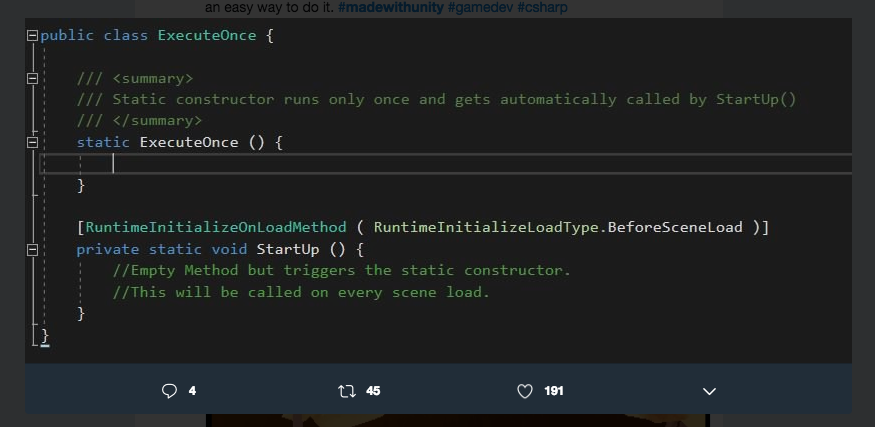 an easy way to do it. #madewithunity #gamedev #csharp
public class ExecuteOnce {
/// <summary>
/// Static constructor runs only once and gets automatically called by StartUp()
/// </summary>
static ExecuteOnce () {
}
[RuntimeInitializeOnLoadMethod ( RuntimeInitializeLoadType.BeforeSceneLoad )]
private static void StartUp () {
//Empty Method but triggers the static constructor.
//This will be called on every scene load.
}
}
4 45 191